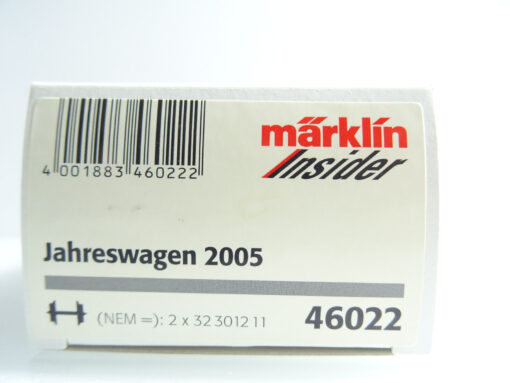 märklin
Insider
4 001883 460222
Jahreswagen 2005
(NEM =): 2 x 32 3012 11
46022